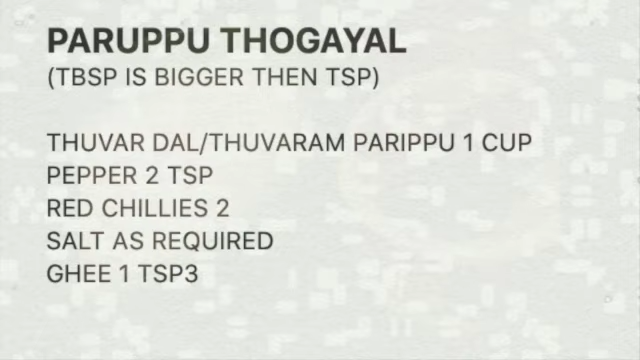 PARUPPU THOGAYAL
(TBSP IS BIGGER THEN TSP)
THUVAR DAL/THUVARAM PARIPPU 1 CUP
PEPPER 2 TSP
RED CHILLIES 2
SALT AS REQUIRED
GHEE 1 TSP3